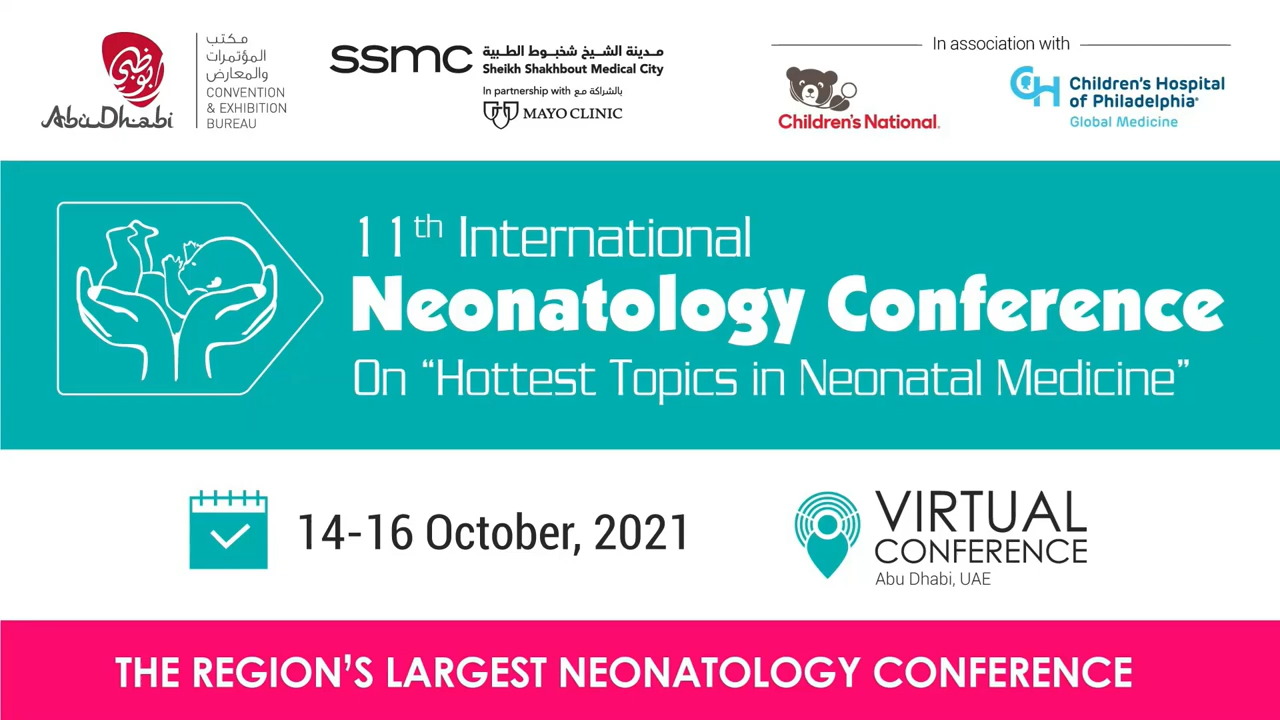 Abu Dhabi
أبوظبي
مكتب
المؤتمرات
والمعارض
CONVENTION
& EXHIBITION
BUREAU
ssmc
مدينة الشيخ شخبوط الطبية
Sheikh Shakhbout Medical City
In partnership with بالشراكة مع
MAYO CLINIC
In association with
Children's National.
CH
Children's Hospital
of Philadelphia®
Global Medicine
11th International
Neonatology Conference
On “Hottest Topics in Neonatal Medicine”
14-16 October, 2021
VIRTUAL
CONFERENCE
Abu Dhabi, UAE
THE REGION’S LARGEST NEONATOLOGY CONFERENCE